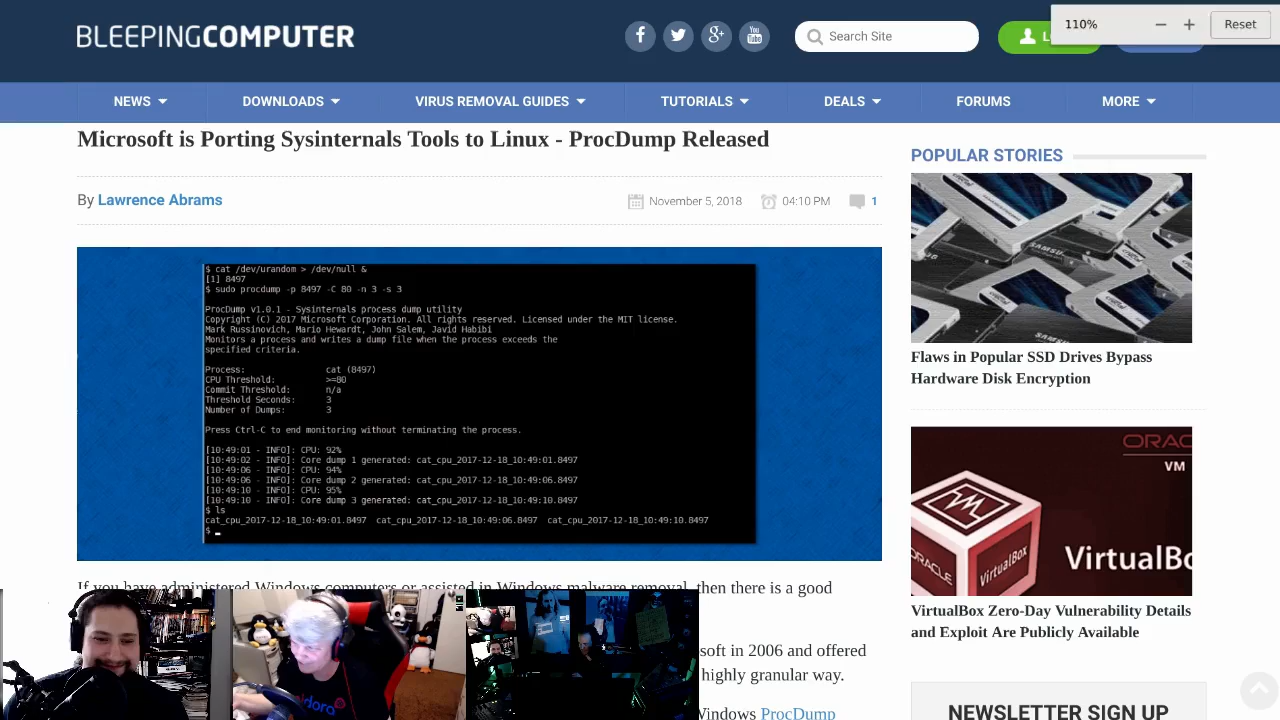 BLEEPINGCOMPUTER
Search Site
110%
Reset
NEWS
DOWNLOADS
VIRUS REMOVAL GUIDES
TUTORIALS
DEALS
FORUMS
MORE
Microsoft is Porting Sysinternals Tools to Linux - ProcDump Released
By Lawrence Abrams
November 5, 2018
04:10 PM
1
$ cat /dev/urandom > /dev/null &
[1] 8497
$ sudo procdump -p 8497 -C 80 -n 3 -s 3
ProcDump v1.0.1 - Sysinternals process dump utility
Copyright (C) 2017 Microsoft Corporation. All rights reserved. Licensed under the MIT license.
Mark Russinovich, Mario Hewardt, John Salem, Javid Habibi
Monitors a process and writes a dump file when the process exceeds the
specified criteria.
Process: cat (8497)
CPU Threshold: >=80
Commit Threshold: n/a
Threshold Seconds: 3
Number of Dumps: 3
Press Ctrl-C to end monitoring without terminating the process.
[10:49:01 - INFO]: CPU: 92%
[10:49:02 - INFO]: Core dump 1 generated: cat_cpu_2017-12-18_10:49:01.8497
[10:49:06 - INFO]: CPU: 94%
[10:49:06 - INFO]: Core dump 2 generated: cat_cpu_2017-12-18_10:49:06.8497
[10:49:10 - INFO]: CPU: 95%
[10:49:10 - INFO]: Core dump 3 generated: cat_cpu_2017-12-18_10:49:10.8497
$ ls
cat_cpu_2017-12-18_10:49:01.8497 cat_cpu_2017-12-18_10:49:06.8497 cat_cpu_2017-12-18_10:49:10.8497
$
If you have administered Windows computers or assisted in Windows malware removal, then there is a good
soft in 2006 and offered
highly granular way.
Windows ProcDump
POPULAR STORIES
SAMSUNG
Flaws in Popular SSD Drives Bypass
Hardware Disk Encryption
ORAC
VM
ORACLE
VirtualBox
VirtualBo
VirtualBox Zero-Day Vulnerability Details
and Exploit Are Publicly Available
NEWSLETTER SIGN UP